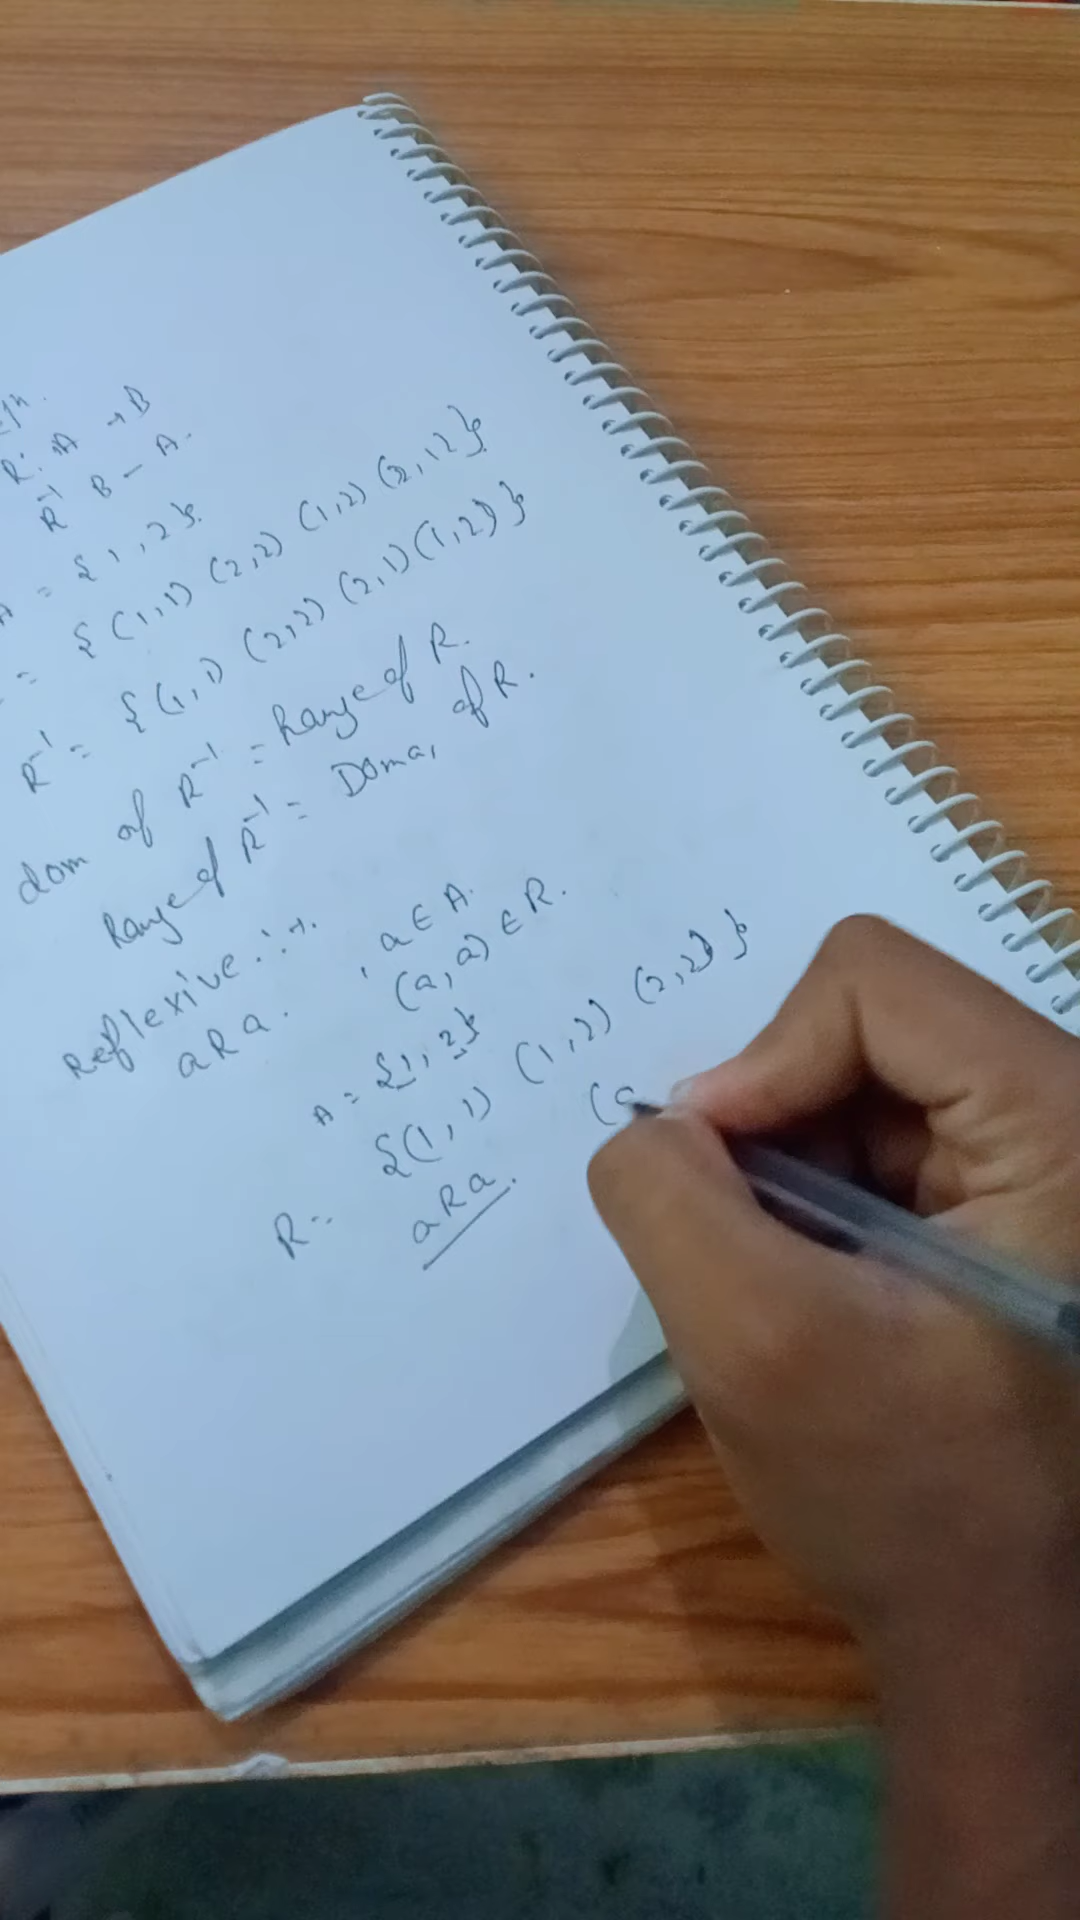 R: A → B
R⁻¹ B - A.
A = {1, 2}.
= {(1,1) (2,2) (1,2) (2,12}.
R⁻¹ = {(1,1) (2,2) (2,1) (1,2)}
dom of R⁻¹ = Range of R.
Range of R⁻¹ = Domai of R.
Reflexive :
aRa. , a ∈ A.
(a, a) ∈ R.
A = {1, 2}
R = {(1,1) (1,2) (2,2)}
aRa. (a